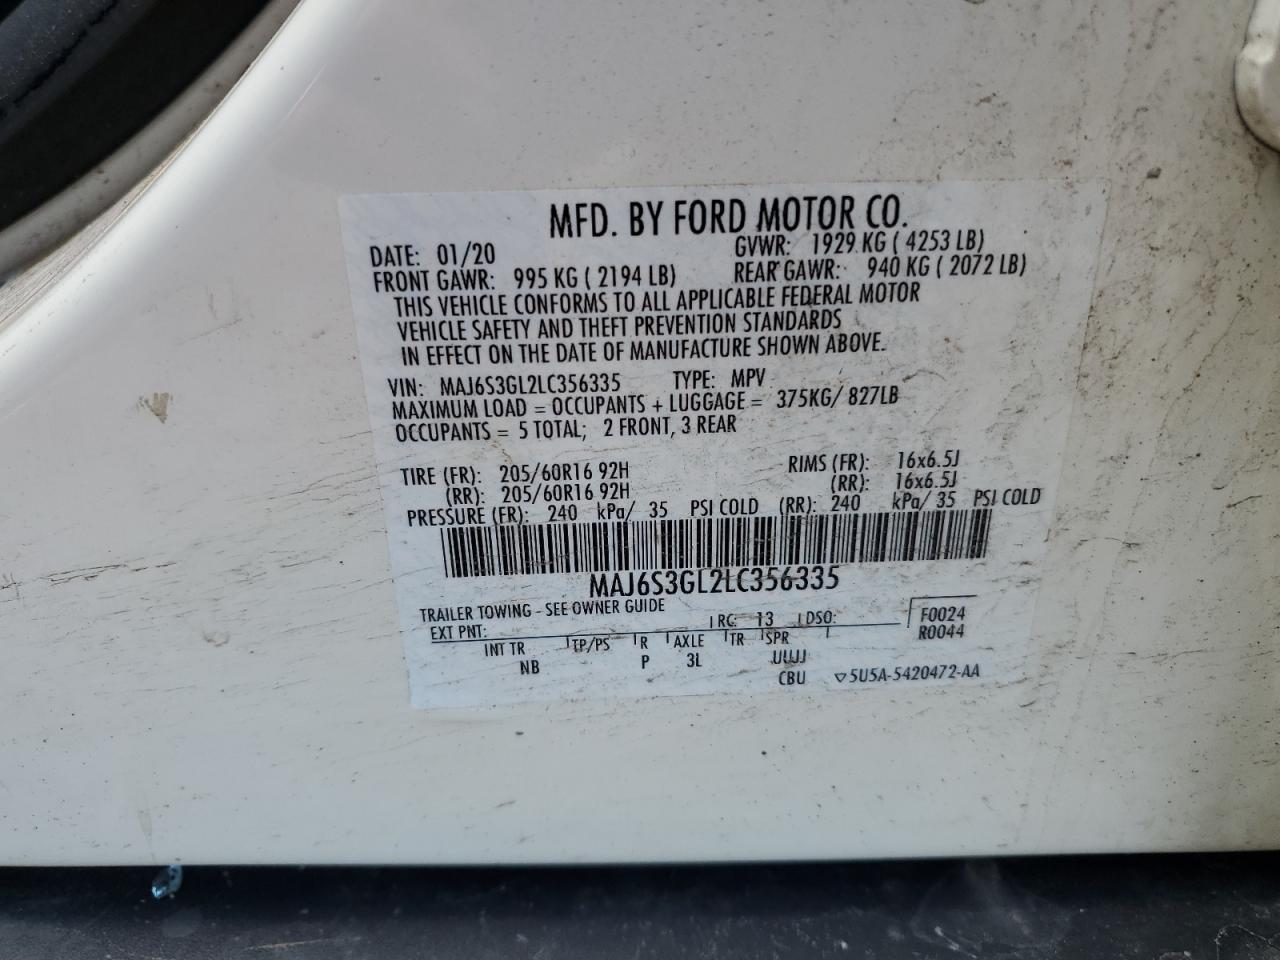 MFD. BY FORD MOTOR CO.
DATE: 01/20 GVWR: 1929 KG ( 4253 LB)
FRONT GAWR: 995 KG ( 2194 LB) REAR GAWR: 940 KG ( 2072 LB)
THIS VEHICLE CONFORMS TO ALL APPLICABLE FEDERAL MOTOR
VEHICLE SAFETY AND THEFT PREVENTION STANDARDS
IN EFFECT ON THE DATE OF MANUFACTURE SHOWN ABOVE.
VIN: MAJ6S3GL2LC356335 TYPE: MPV
MAXIMUM LOAD = OCCUPANTS + LUGGAGE = 375KG/ 827LB
OCCUPANTS = 5 TOTAL; 2 FRONT, 3 REAR
TIRE (FR): 205/60R16 92H RIMS (FR): 16x6.5J
(RR): 205/60R16 92H (RR): 16x6.5J
PRESSURE (FR): 240 kPa/ 35 PSI COLD (RR): 240 kPa/ 35 PSI COLD
MAJ6S3GL2LC356335
TRAILER TOWING - SEE OWNER GUIDE
EXT PNT: RC: 13 DSO: F0024
INT TR TP/PS R AXLE TR SPR R0044
NB P 3L UUJJ
CBU ▽5U5A-5420472-AA